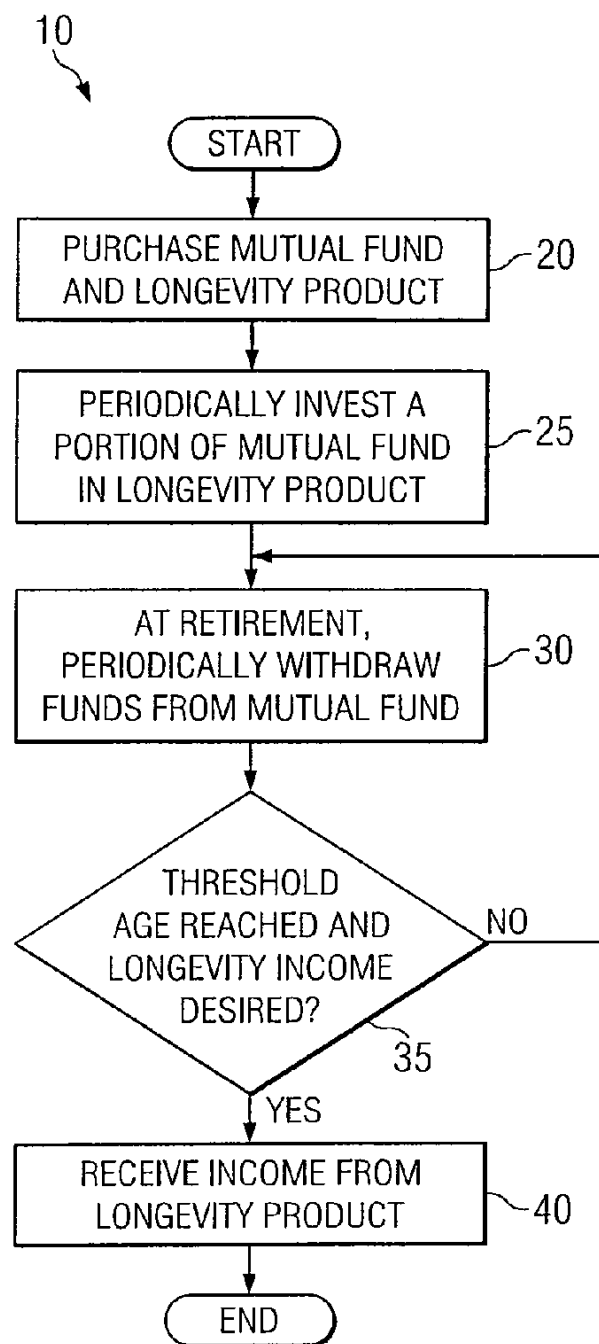 10
START
PURCHASE MUTUAL FUND
AND LONGEVITY PRODUCT
20
PERIODICALLY INVEST A
PORTION OF MUTUAL FUND
IN LONGEVITY PRODUCT
25
AT RETIREMENT,
PERIODICALLY WITHDRAW
FUNDS FROM MUTUAL FUND
30
THRESHOLD
AGE REACHED AND
LONGEVITY INCOME
DESIRED?
NO
35
YES
RECEIVE INCOME FROM
LONGEVITY PRODUCT
40
END